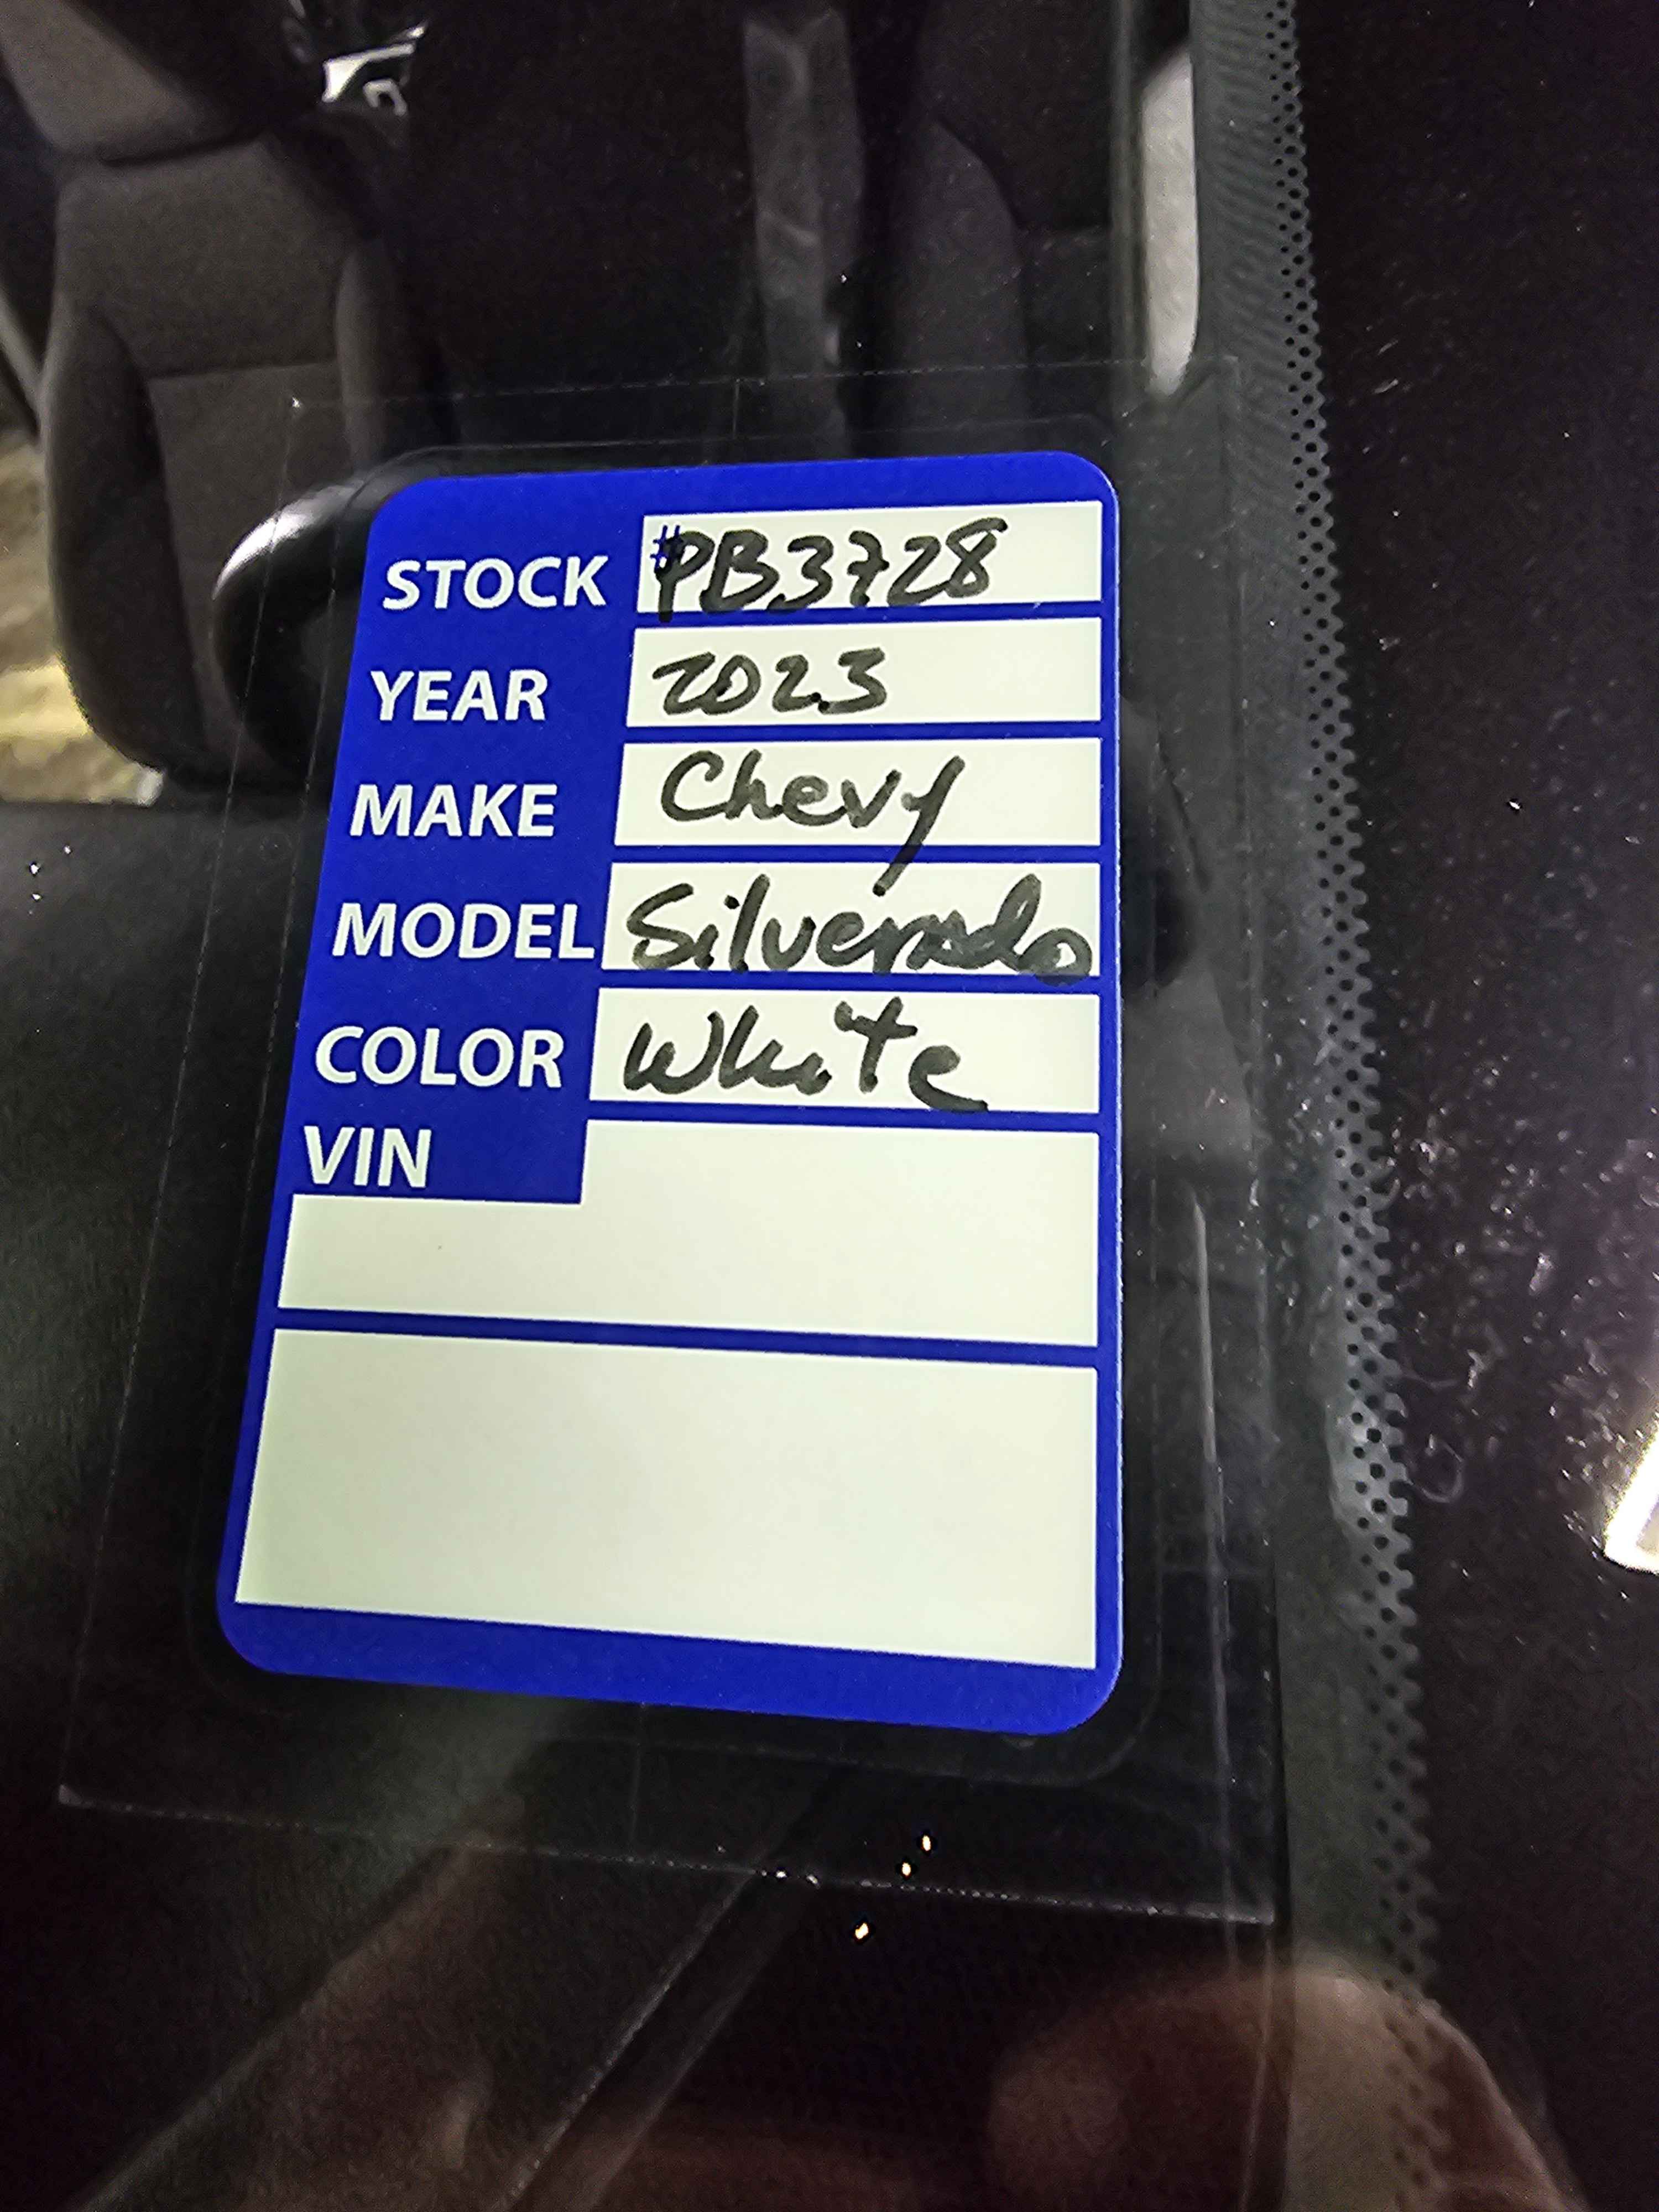 STOCK #PB3728
YEAR 2023
MAKE Chevy
MODEL Silverado
COLOR White
VIN